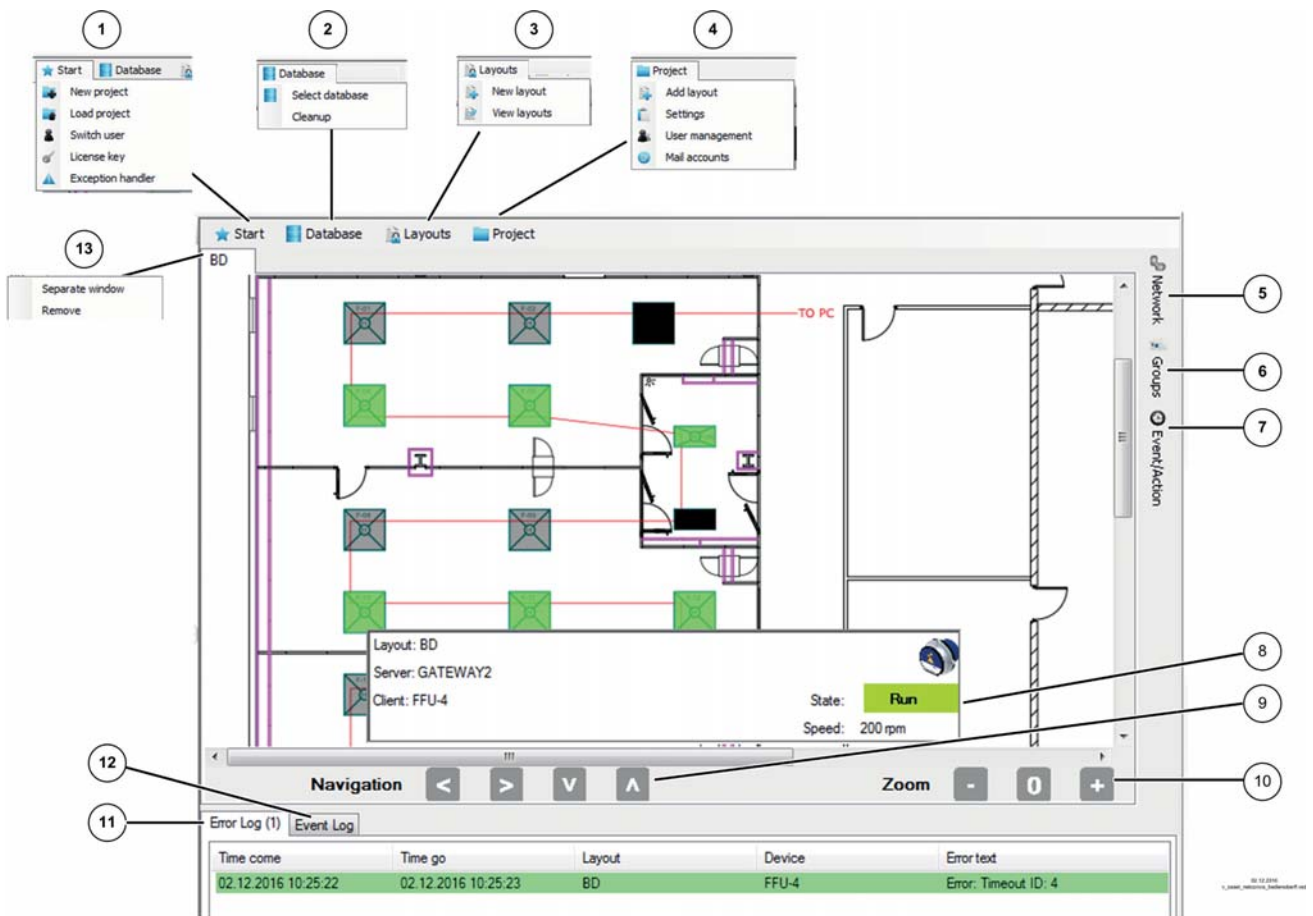 1
2
3
4
Start Database
New project
Load project
Switch user
License key
Exception handler
Database
Select database
Cleanup
Layouts
New layout
View layouts
Project
Add layout
Settings
User management
Mail accounts
13
Separate window
Remove
Start Database Layouts Project
BD
TO PC
Network
Groups
Event/Action
5
6
7
Layout: BD
Server: GATEWAY2
Client: FFU-4
State: Run
Speed: 200 rpm
8
9
10
Navigation < > V Λ
Zoom - 0 +
12
11
Error Log (1) Event Log
Time come Time go Layout Device Error text
02.12.2016 10:25:22 02.12.2016 10:25:23 BD FFU-4 Error: Timeout ID: 4
02.12.2016